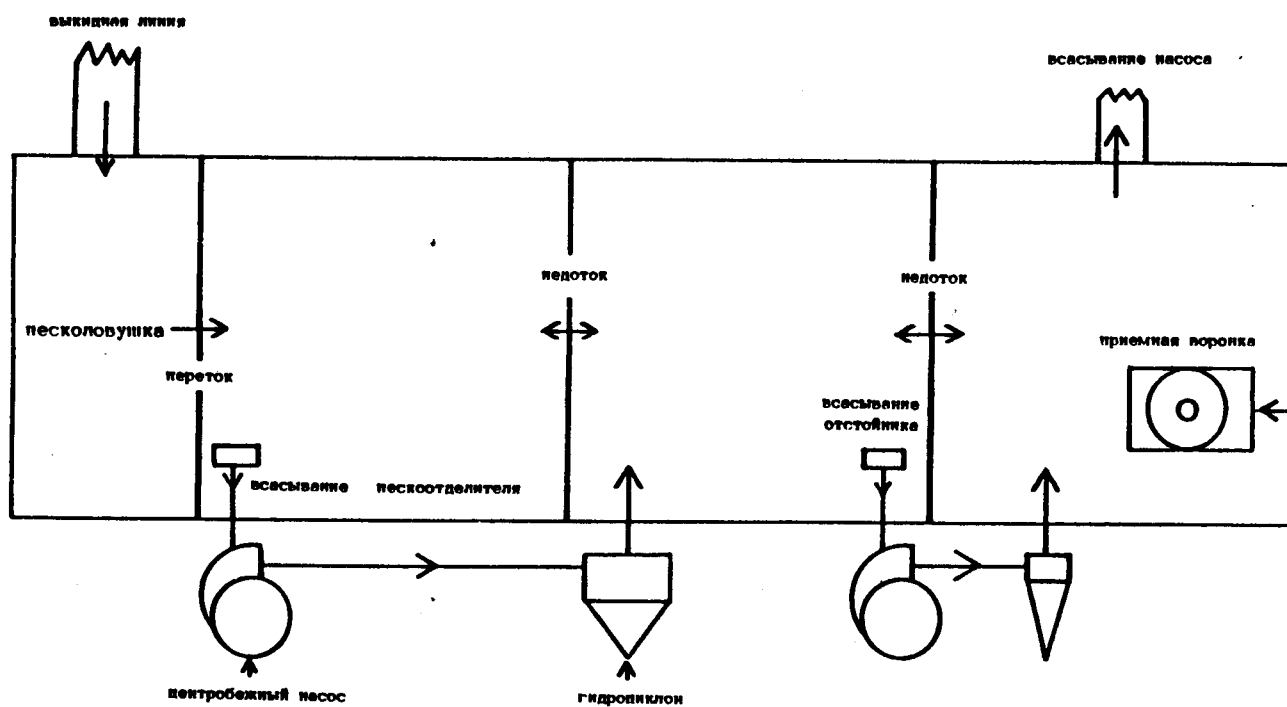 выкидная линия
всасывание насоса
недоток
недоток
песколовушка
приемная воронка
переток
всасывание
отстойника
всасывание пескоотделителя
центробежный насос
гидроциклон